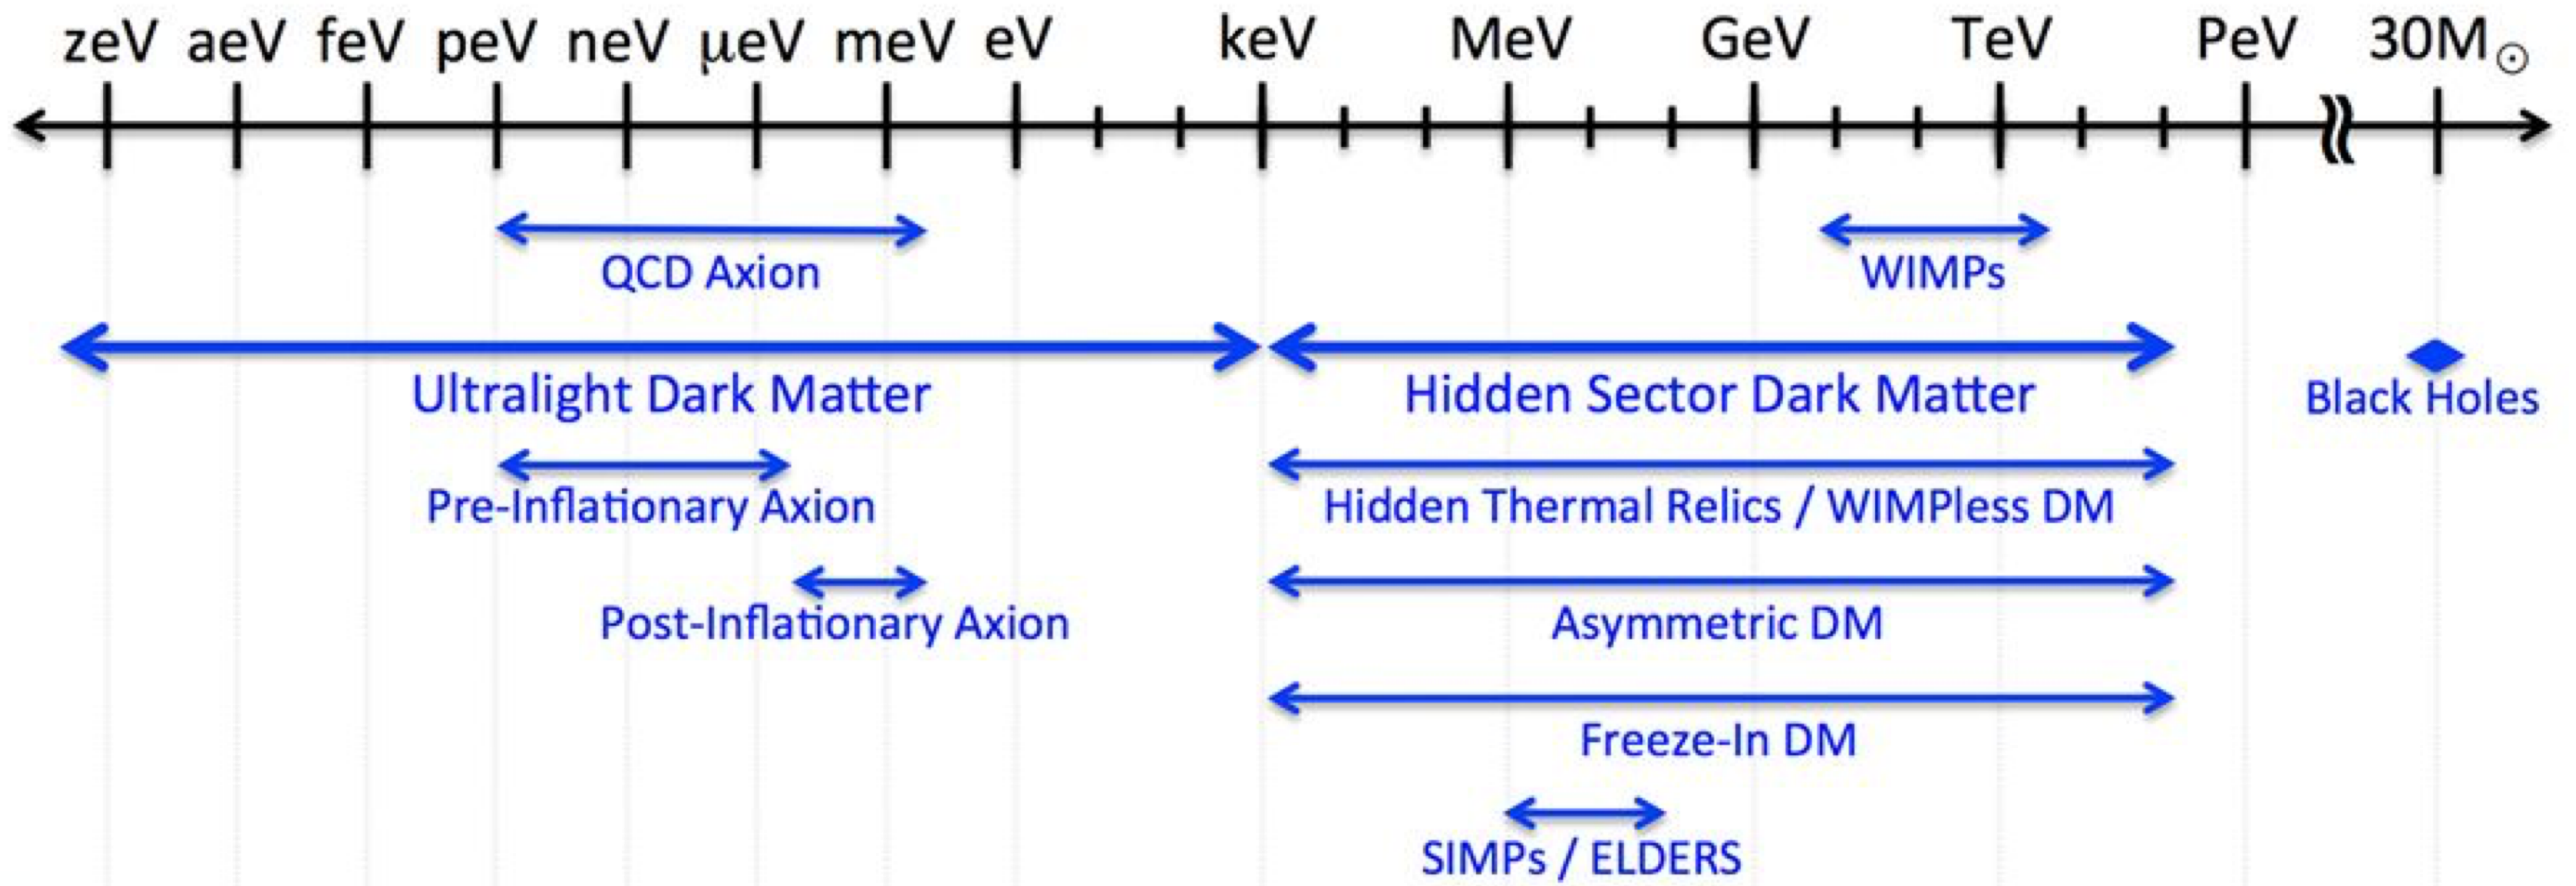 zeV aeV feV peV neV μeV meV eV keV MeV GeV TeV PeV 30M☉
QCD Axion WIMPs
Ultralight Dark Matter Hidden Sector Dark Matter Black Holes
Pre-Inflationary Axion Hidden Thermal Relics / WIMPless DM
Post-Inflationary Axion Asymmetric DM
Freeze-In DM
SIMPs / ELDERS